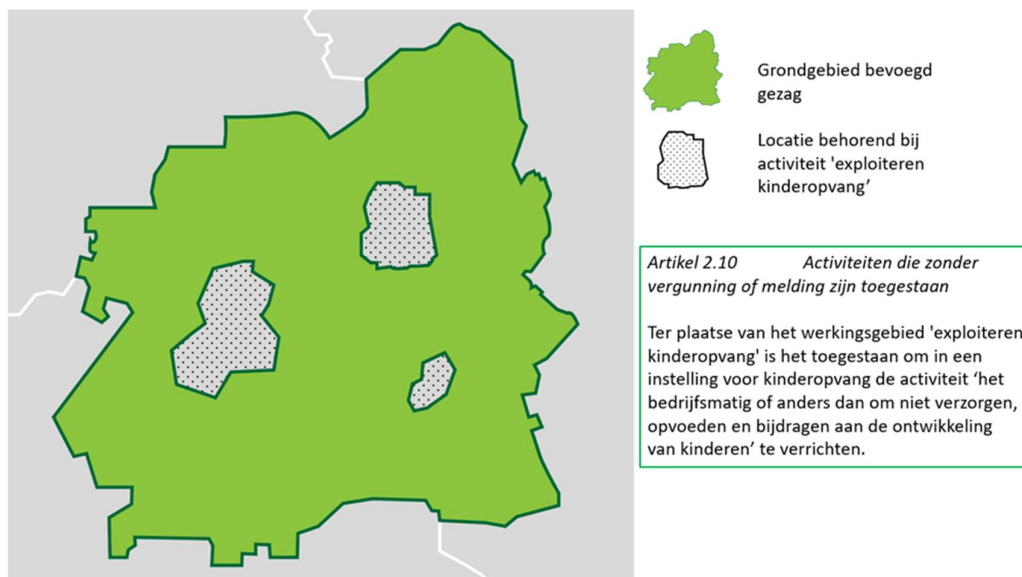 Grondgebied bevoegd
gezag
Locatie behorend bij
activiteit 'exploiteren
kinderopvang’
Artikel 2.10 Activiteiten die zonder
vergunning of melding zijn toegestaan
Ter plaatse van het werkingsgebied 'exploiteren
kinderopvang' is het toegestaan om in een
instelling voor kinderopvang de activiteit ‘het
bedrijfsmatig of anders dan om niet verzorgen,
opvoeden en bijdragen aan de ontwikkeling
van kinderen’ te verrichten.